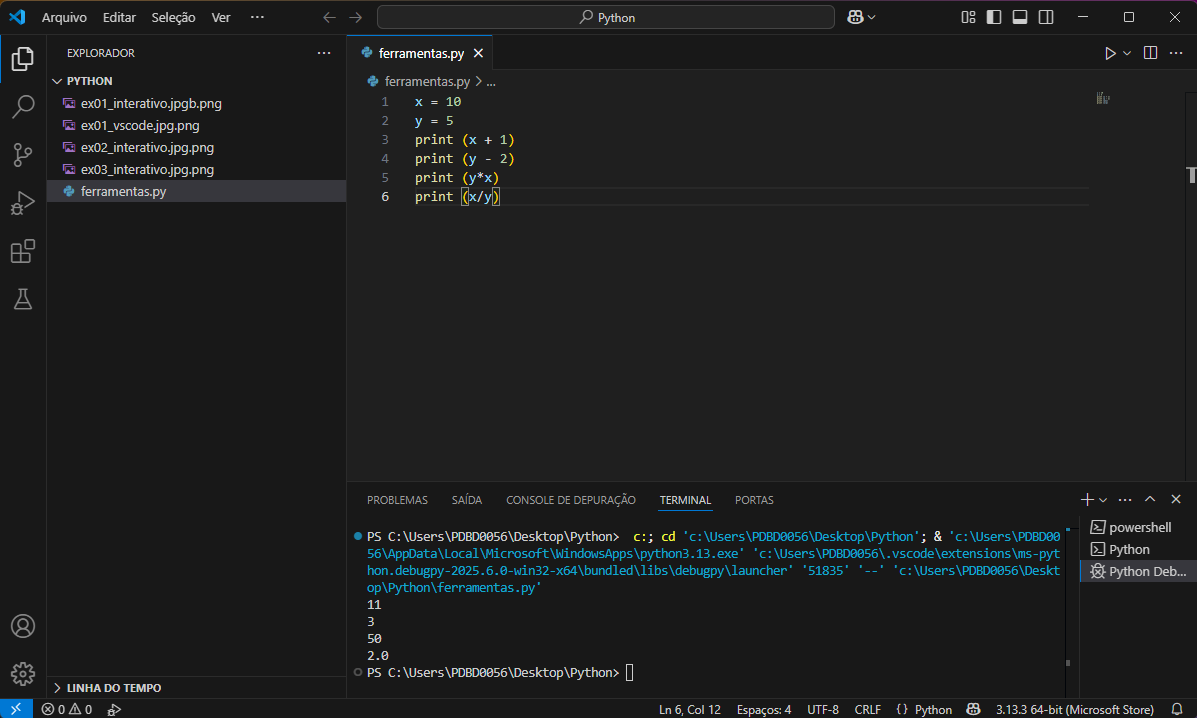 Arquivo Editar Seleção Ver ··· Python
EXPLORADOR ···
PYTHON
ex01_interativo.jpgb.png
ex01_vscode.jpg.png
ex02_interativo.jpg.png
ex03_interativo.jpg.png
ferramentas.py
ferramentas.py
ferramentas.py > ...
1 x = 10
2 y = 5
3 print (x + 1)
4 print (y - 2)
5 print (y*x)
6 print (x/y)
PROBLEMAS SAÍDA CONSOLE DE DEPURAÇÃO TERMINAL PORTAS
PS C:\Users\PDBD0056\Desktop\Python>  c:; cd 'c:\Users\PDBD0056\Desktop\Python'; & 'c:\Users\PDBD00
56\AppData\Local\Microsoft\WindowsApps\python3.13.exe' 'c:\Users\PDBD0056\.vscode\extensions\ms-pyt
hon.debugpy-2025.6.0-win32-x64\bundled\libs\debugpy\launcher' '51835' '--' 'c:\Users\PDBD0056\Deskt
op\Python\ferramentas.py'
11
3
50
2.0
PS C:\Users\PDBD0056\Desktop\Python>
powershell
Python
Python Deb...
LINHA DO TEMPO
0 0 Ln 6, Col 12 Espaços: 4 UTF-8 CRLF {} Python 3.13.3 64-bit (Microsoft Store)